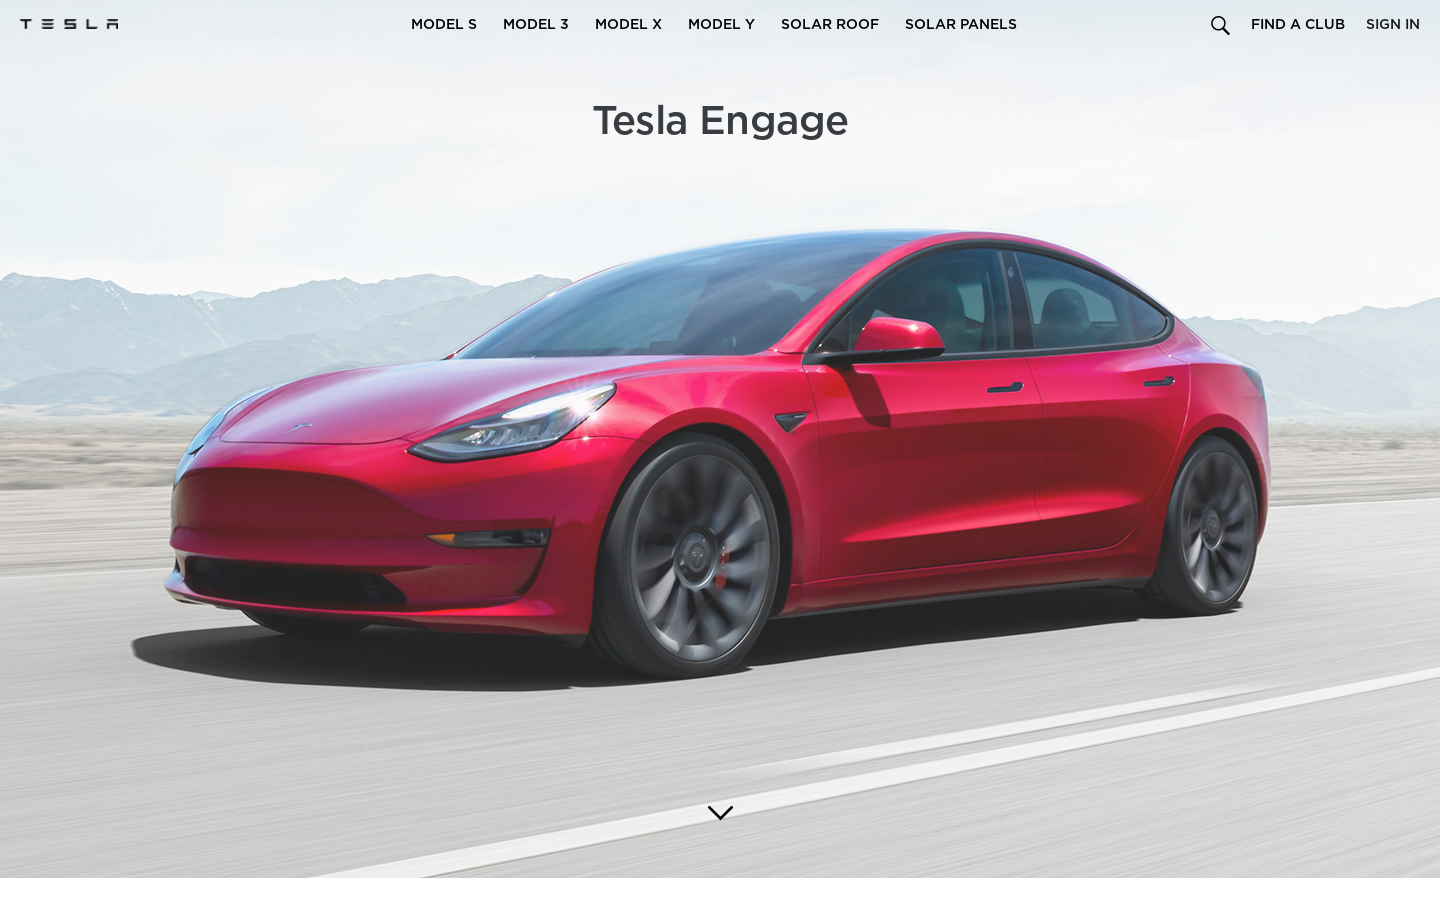 TESLA
MODEL S
MODEL 3
MODEL X
MODEL Y
SOLAR ROOF
SOLAR PANELS
FIND A CLUB
SIGN IN
Tesla Engage